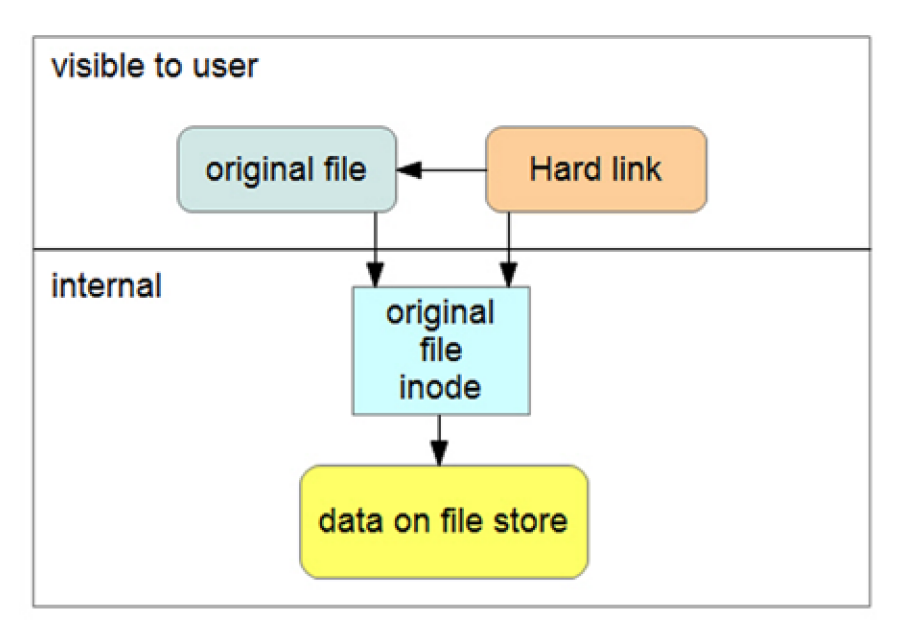 visible to user
original file
Hard link
internal
original
file
inode
data on file store